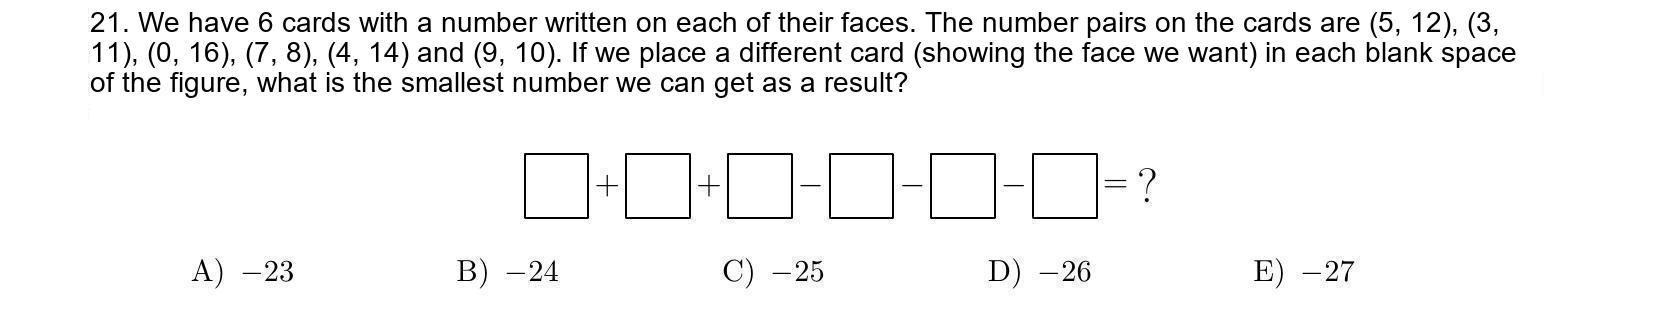 21. We have 6 cards with a number written on each of their faces. The number pairs on the cards are (5, 12), (3,
11), (0, 16), (7, 8), (4, 14) and (9, 10). If we place a different card (showing the face we want) in each blank space
of the figure, what is the smallest number we can get as a result?
□+□+□−□−□−□=?
A) −23 B) −24 C) −25 D) −26 E) −27